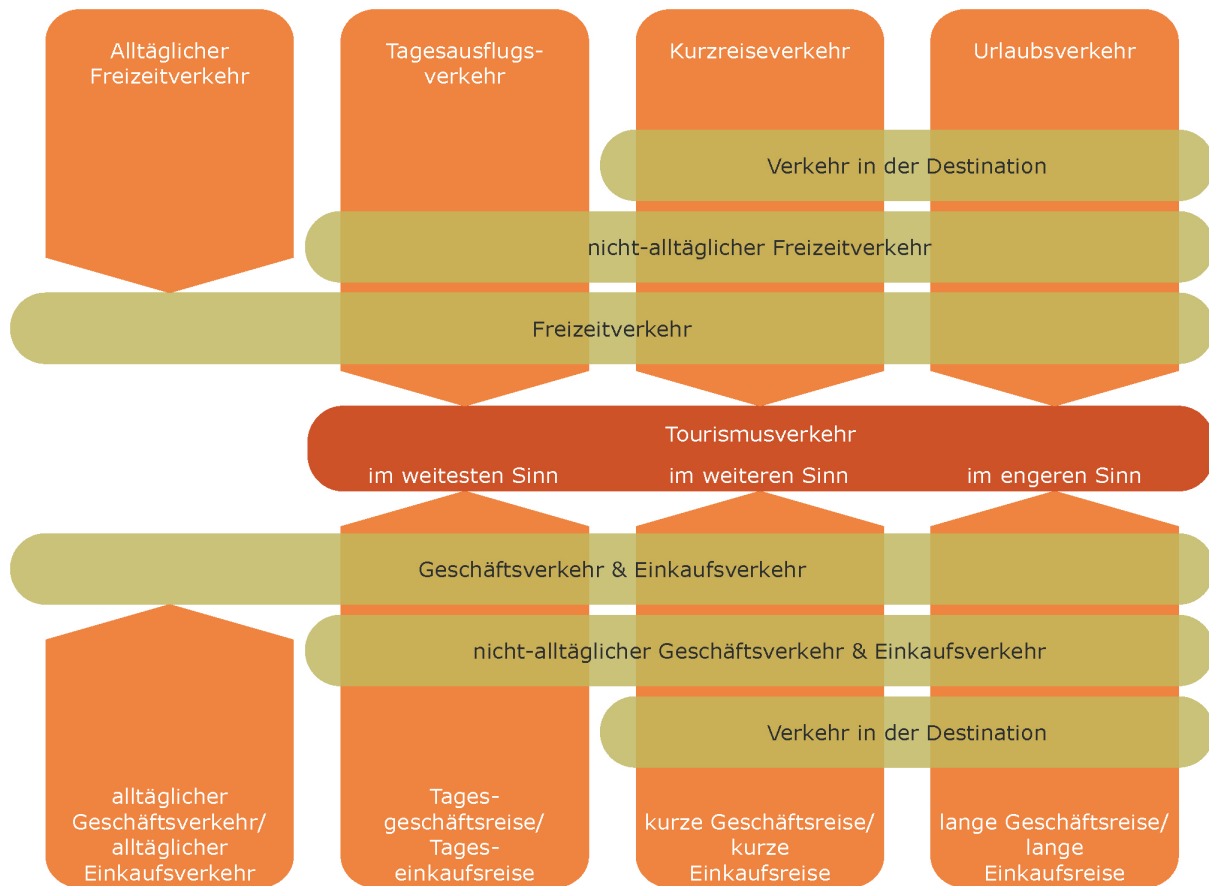 Alltäglicher
Freizeitverkehr
Tagesausflugs-
verkehr
Kurzreiseverkehr
Urlaubsverkehr
Verkehr in der Destination
nicht-alltäglicher Freizeitverkehr
Freizeitverkehr
Tourismusverkehr
im weitesten Sinn
im weiteren Sinn
im engeren Sinn
Geschäftsverkehr & Einkaufsverkehr
nicht-alltäglicher Geschäftsverkehr & Einkaufsverkehr
Verkehr in der Destination
alltäglicher
Geschäftsverkehr/
alltäglicher
Einkaufsverkehr
Tages-
geschäftsreise/
Tages-
einkaufsreise
kurze Geschäftsreise/
kurze
Einkaufsreise
lange Geschäftsreise/
lange
Einkaufsreise